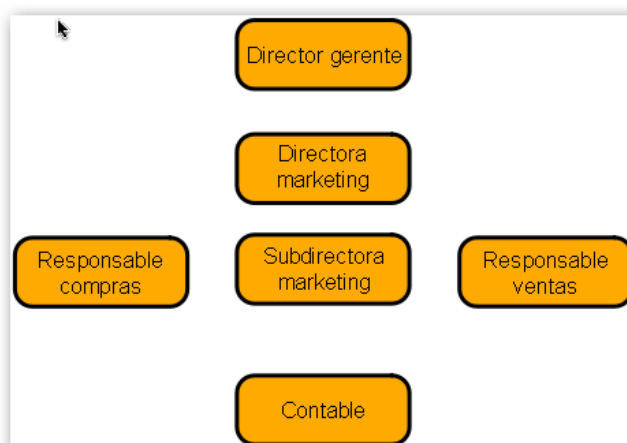 Director gerente
Directora
marketing
Responsable
compras
Subdirectora
marketing
Responsable
ventas
Contable